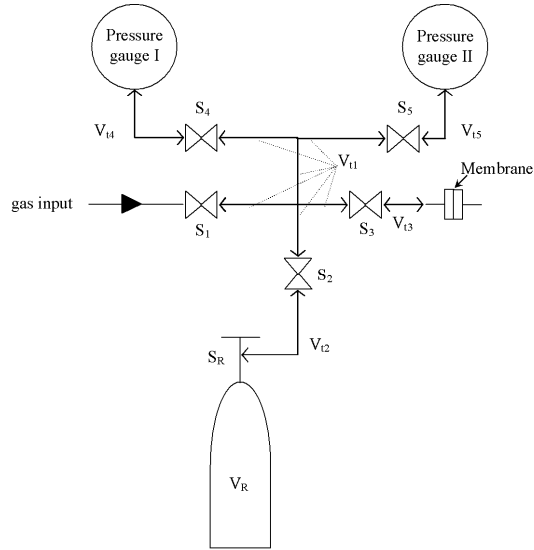 Pressure
gauge I
Pressure
gauge II
S4
S5
Vt4
Vt5
Vt1
Membrane
gas input
S1
S3
Vt3
S2
Vt2
SR
VR